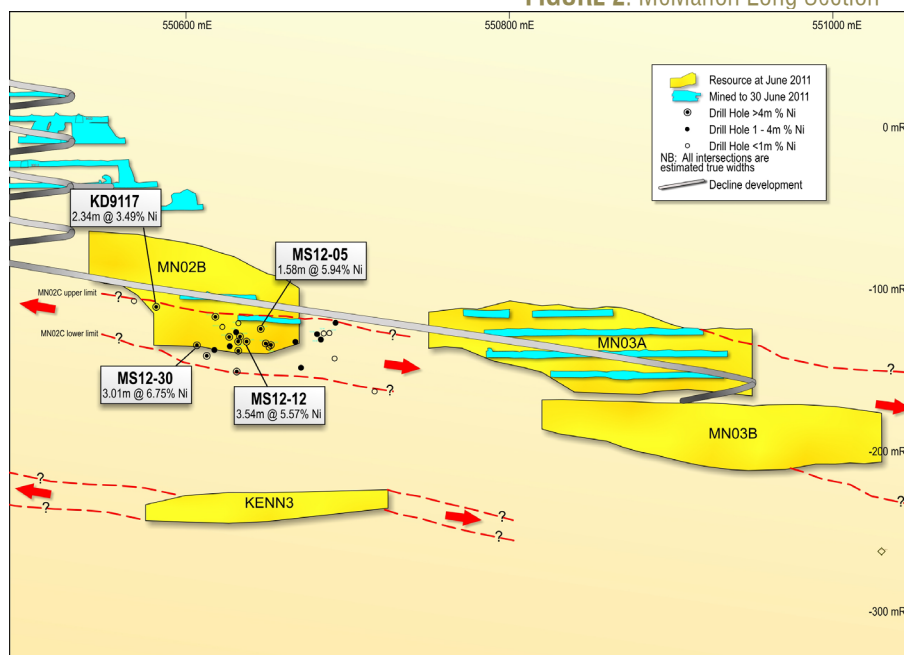 FIGURE 2: McMahon Long Section
550600 mE
550800 mE
551000 mE
Resource at June 2011
Mined to 30 June 2011
Drill Hole >4m % Ni
Drill Hole 1 - 4m % Ni
Drill Hole <1m % Ni
NB; All intersections are
estimated true widths
Decline development
0 mR
KD9117
2.34m @ 3.49% Ni
MS12-05
1.58m @ 5.94% Ni
MN02B
MN02C upper limit
?
?
-100 mR
MN02C lower limit
?
?
MN03A
?
?
MS12-30
3.01m @ 6.75% Ni
MS12-12
3.54m @ 5.57% Ni
MN03B
-200 mR
?
?
KENN3
?
?
?
-300 mR